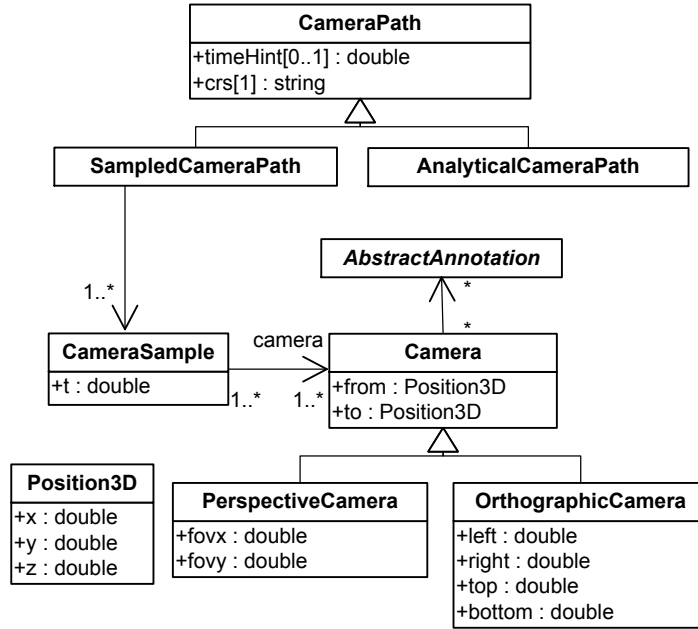 CameraPath
+timeHint[0..1] : double
+crs[1] : string
SampledCameraPath
AnalyticalCameraPath
AbstractAnnotation
1..*
*
*
CameraSample
+t : double
camera
1..*
1..*
Camera
+from : Position3D
+to : Position3D
Position3D
+x : double
+y : double
+z : double
PerspectiveCamera
+fovx : double
+fovy : double
OrthographicCamera
+left : double
+right : double
+top : double
+bottom : double